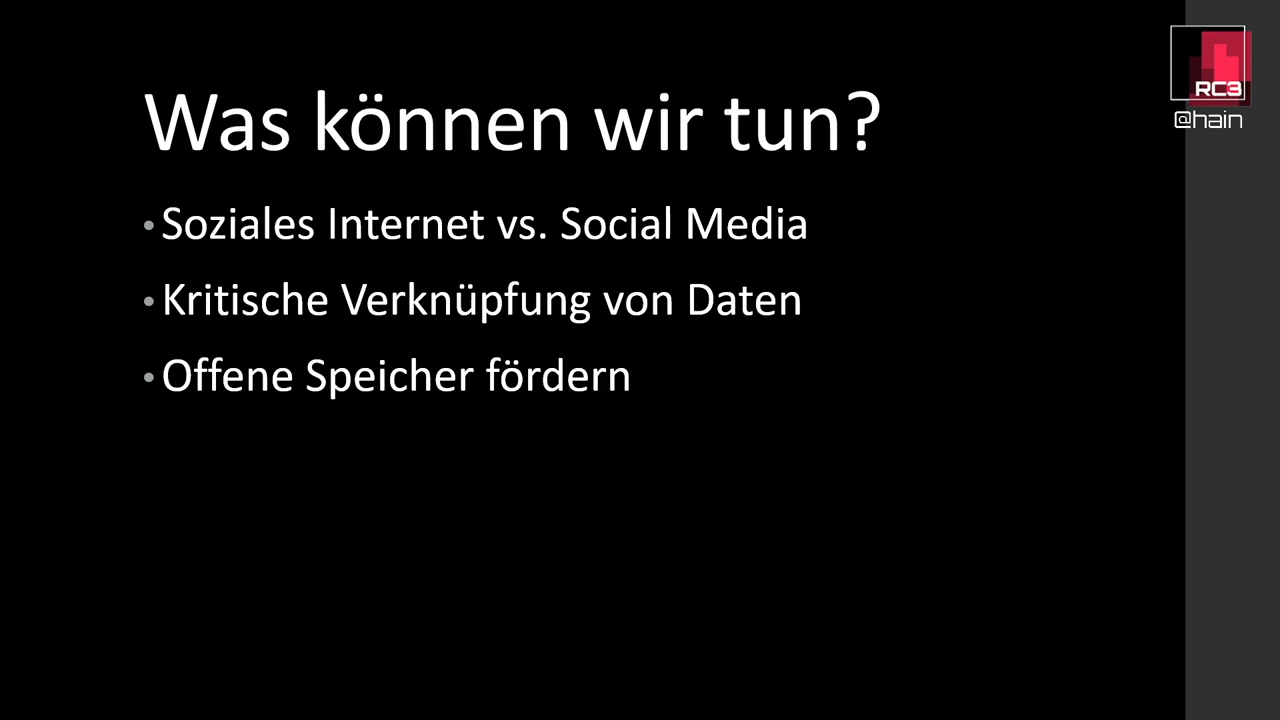 Was können wir tun?
• Soziales Internet vs. Social Media
• Kritische Verknüpfung von Daten
• Offene Speicher fördern
RC3
@hain